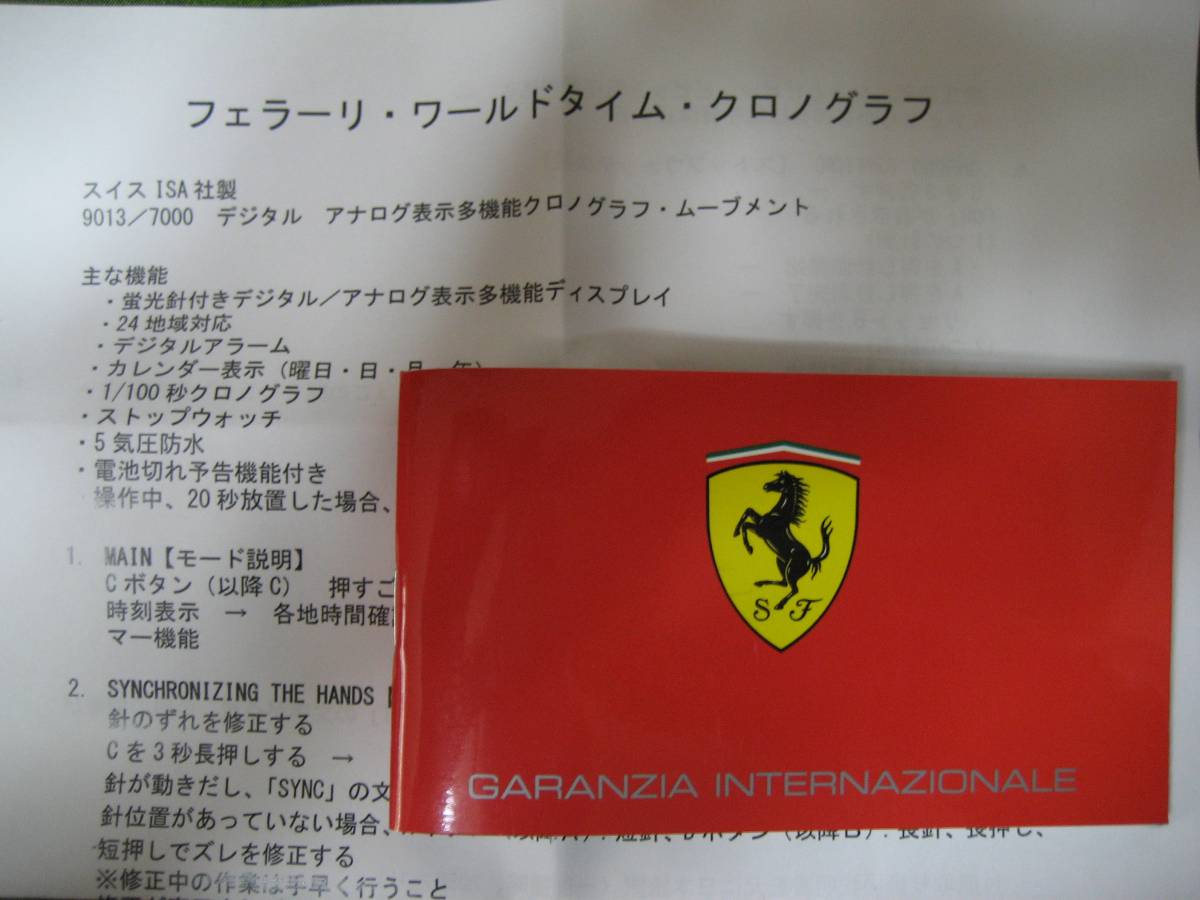 フェラーリ・ワールドタイム・クロノグラフ
スイス ISA 社製
9013／7000　デジタル　アナログ表示多機能クロノグラフ・ムーブメント
主な機能
・蛍光針付きデジタル／アナログ表示多機能ディスプレイ
・24 地域対応
・デジタルアラーム
・カレンダー表示（曜日・日・月・年）
・1/100 秒クロノグラフ
・ストップウォッチ
・5 気圧防水
・電池切れ予告機能付き
操作中、20 秒放置した場合、
1. MAIN【モード説明】
C ボタン（以降 C）　押すご
時刻表示　→　各地時間確
マー機能
2. SYNCHRONIZING THE HANDS
針のずれを修正する
C を 3 秒長押しする　→
針が動きだし、「SYNC」の文
針位置があっていない場合、
短押しでズレを修正する
※修正中の作業は手早く行うこと
S F
GARANZIA INTERNAZIONALE